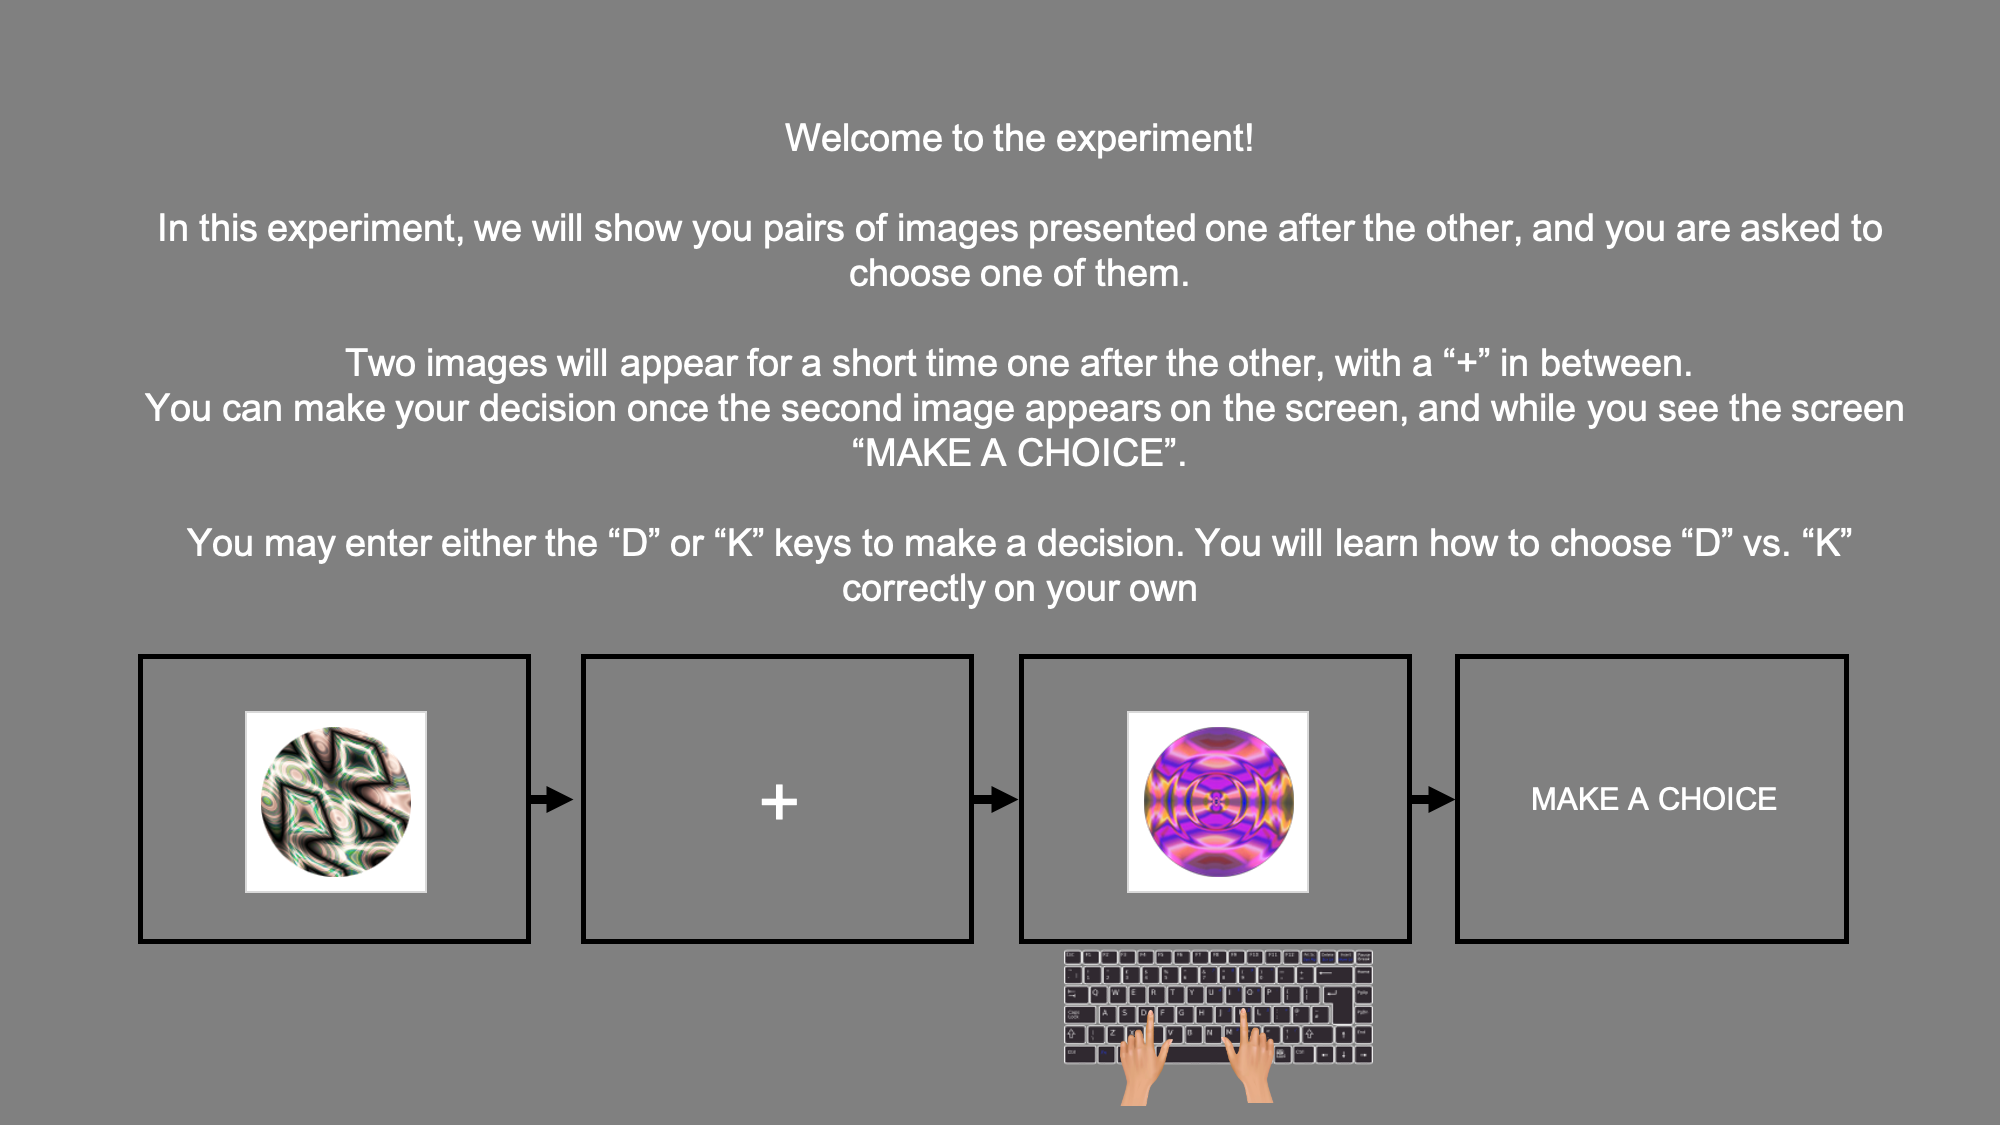 Welcome to the experiment!
In this experiment, we will show you pairs of images presented one after the other, and you are asked to
choose one of them.
Two images will appear for a short time one after the other, with a “+” in between.
You can make your decision once the second image appears on the screen, and while you see the screen
“MAKE A CHOICE”.
You may enter either the “D” or “K” keys to make a decision. You will learn how to choose “D” vs. “K”
correctly on your own
+
MAKE A CHOICE
Q W E R T Y U I O P
A S D F G H J L
Z V B N M